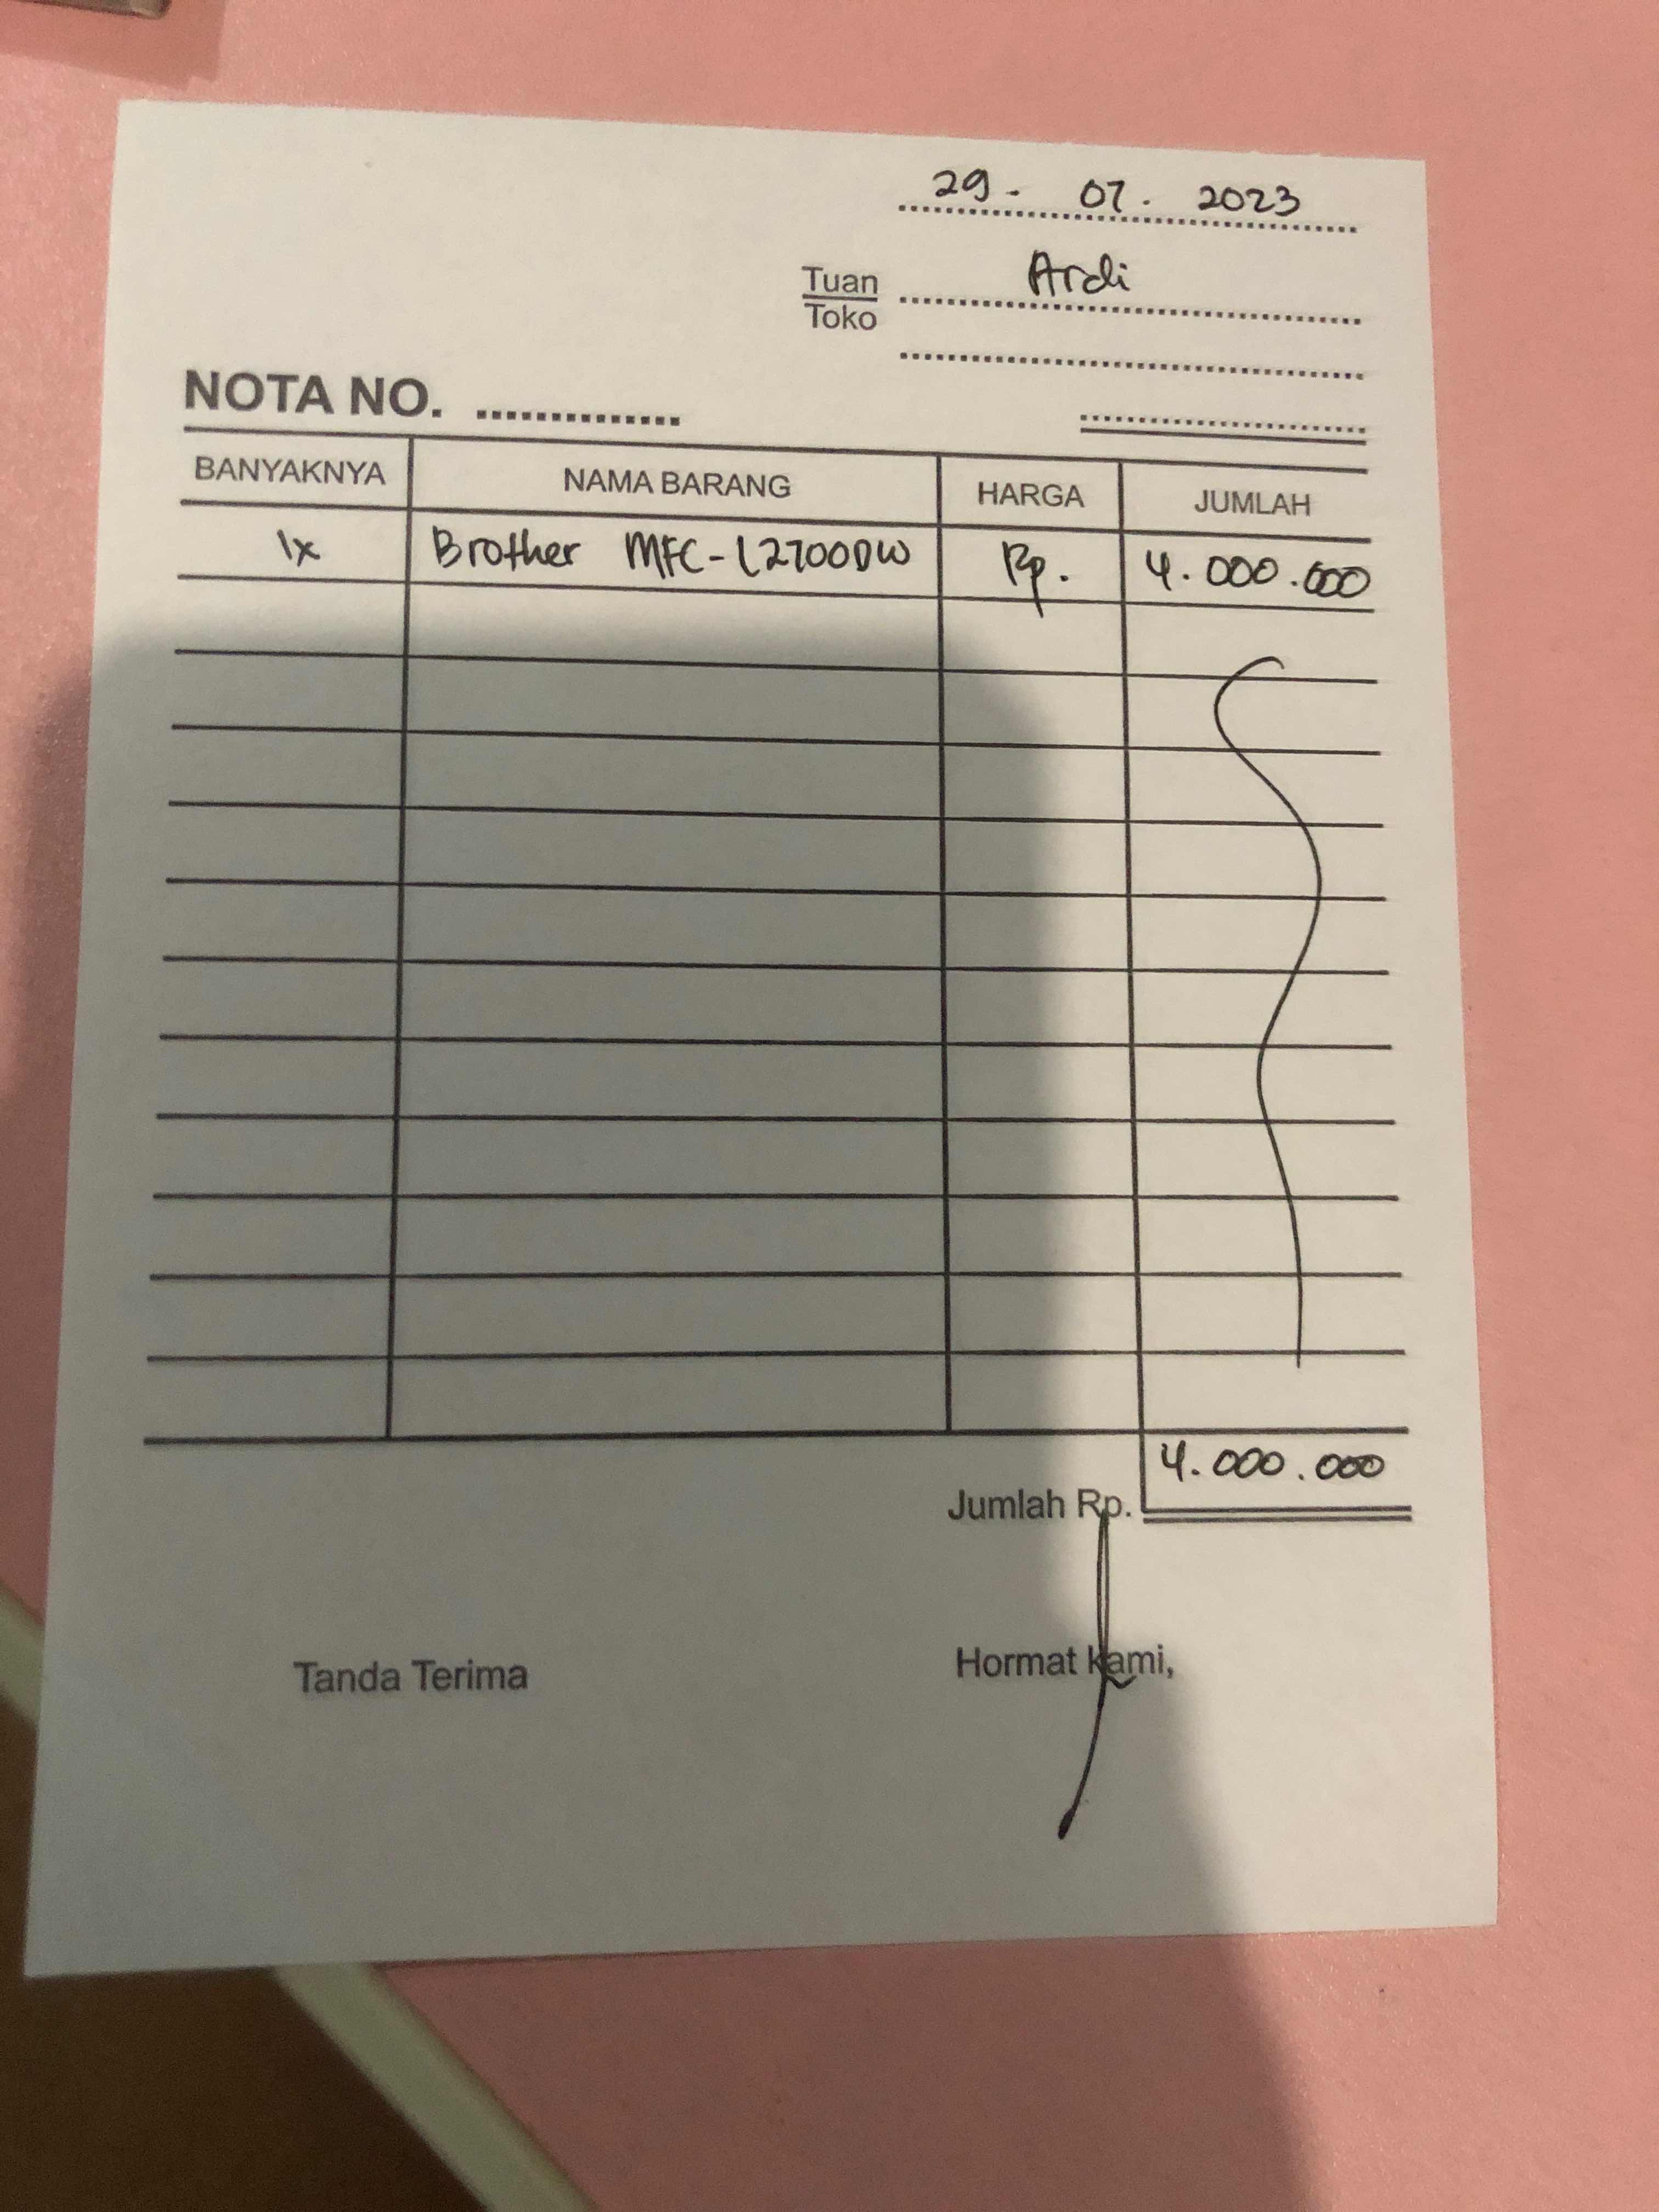 29. 07. 2023
Tuan Ardi
Toko
NOTA NO.
BANYAKNYA NAMA BARANG HARGA JUMLAH
1x Brother MFC-L2700DW Rp. 4.000.000
4.000.000
Jumlah Rp.
Tanda Terima Hormat kami,